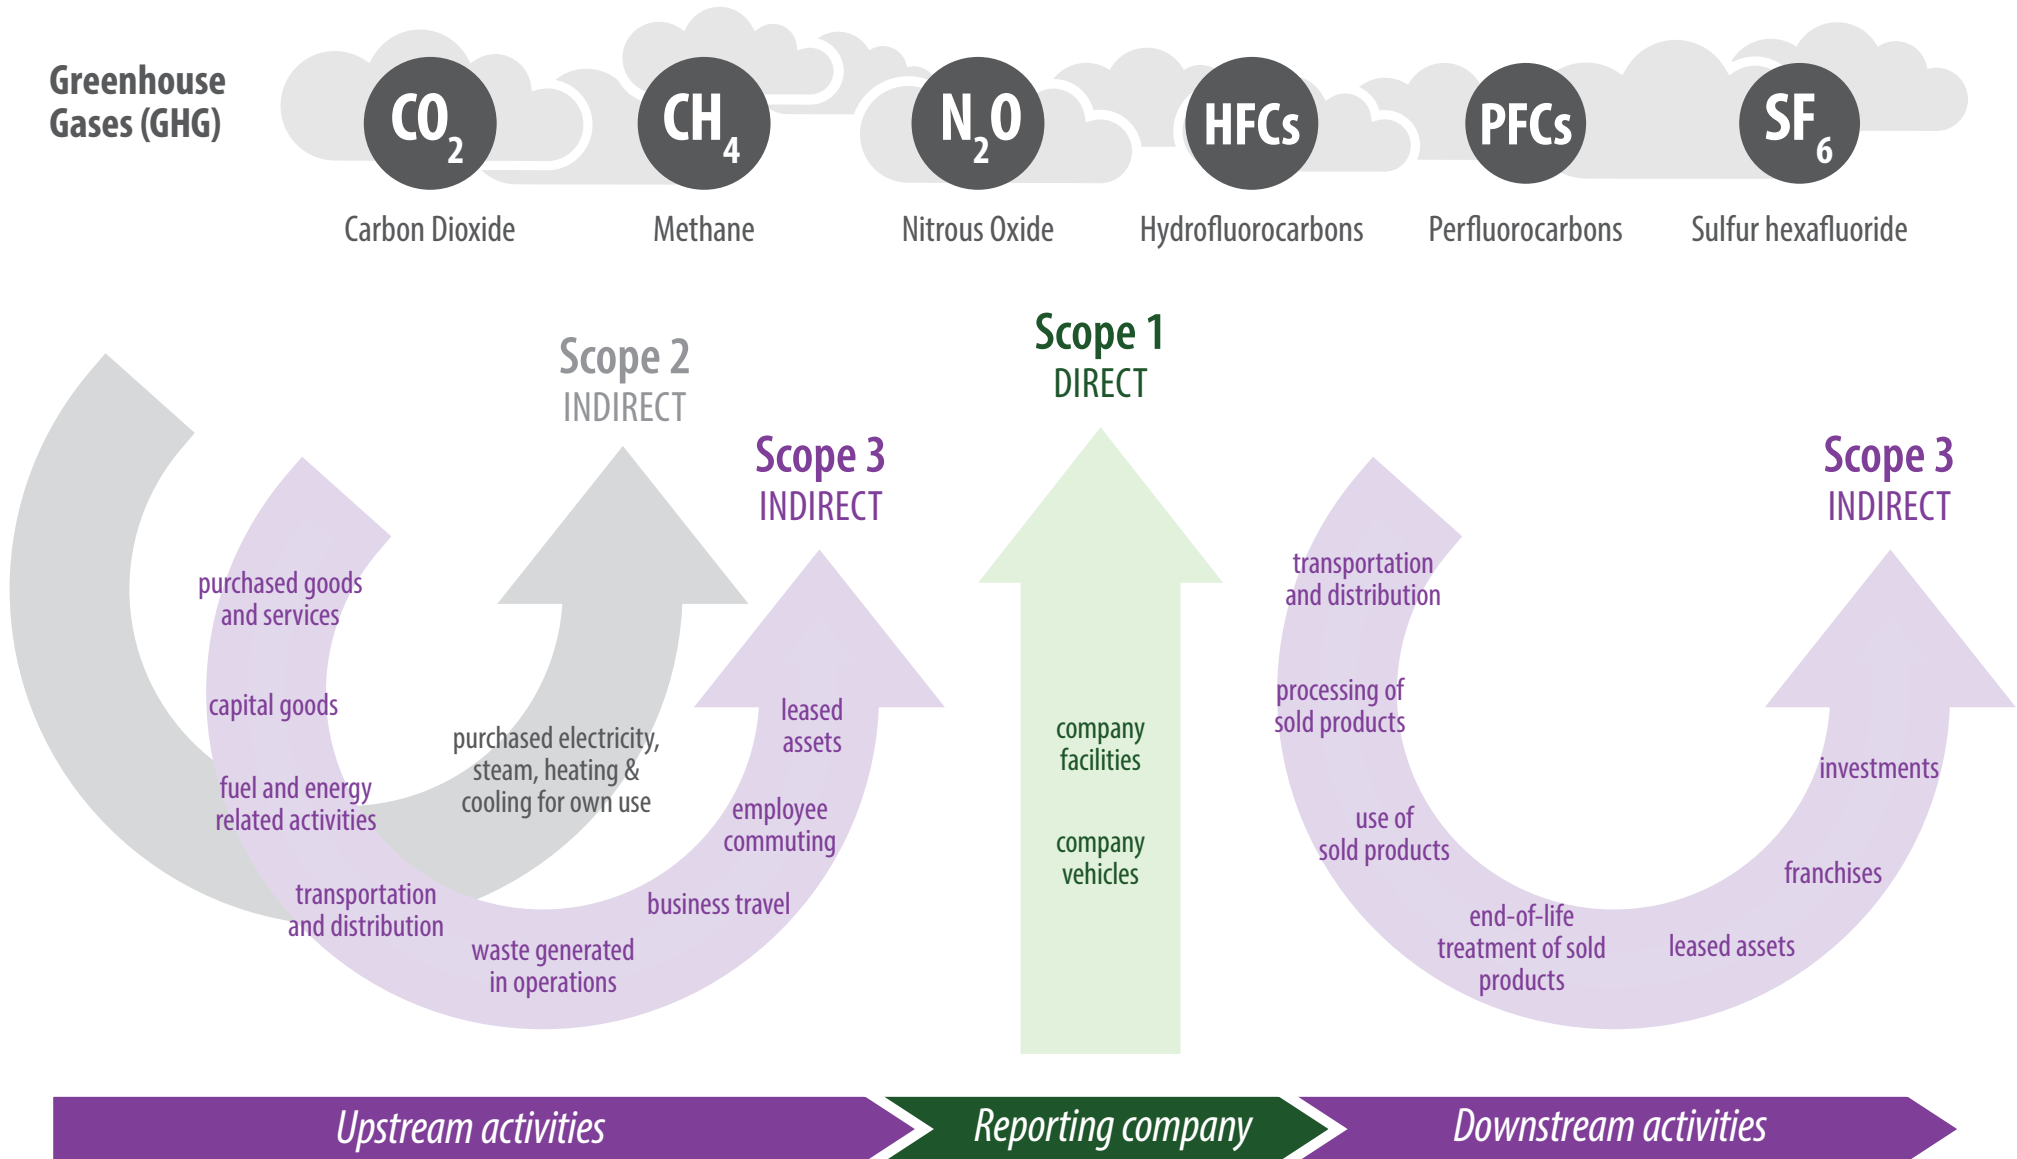 Greenhouse
Gases (GHG)
CO2
CH4
N2O
HFCs
PFCs
SF6
Carbon Dioxide
Methane
Nitrous Oxide
Hydrofluorocarbons
Perfluorocarbons
Sulfur hexafluoride
Scope 2
INDIRECT
purchased electricity,
steam, heating &
cooling for own use
Scope 3
INDIRECT
purchased goods
and services
capital goods
fuel and energy
related activities
transportation
and distribution
waste generated
in operations
business travel
employee
commuting
leased
assets
Scope 1
DIRECT
company
facilities
company
vehicles
Scope 3
INDIRECT
transportation
and distribution
processing of
sold products
use of
sold products
end-of-life
treatment of sold
products
leased assets
franchises
investments
Upstream activities
Reporting company
Downstream activities